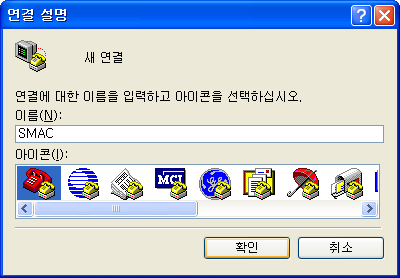 연결 설명
새 연결
연결에 대한 이름을 입력하고 아이콘을 선택하십시오.
이름(N):
SMAC
아이콘(I):
MCI
확인
취소